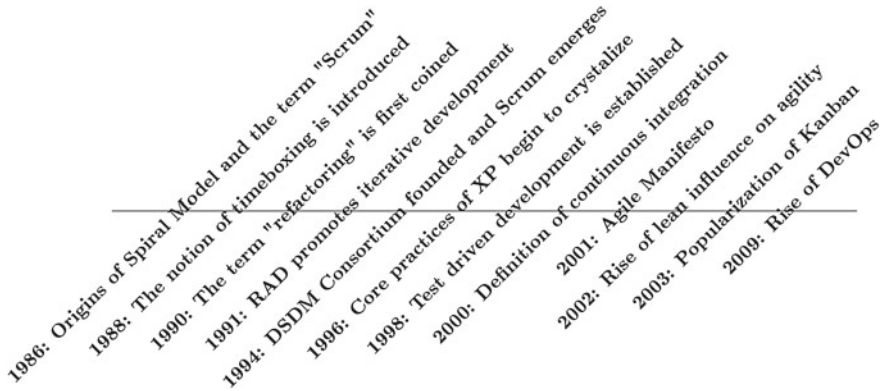 1986: Origins of Spiral Model and the term "Scrum"
1988: The notion of timeboxing is introduced
1990: The term "refactoring" is first coined
1991: RAD promotes iterative development
1994: DSDM Consortium founded and Scrum emerges
1996: Core practices of XP begin to crystalize
1998: Test driven development is established
2000: Definition of continuous integration
2001: Agile Manifesto
2002: Rise of lean influence on agility
2003: Popularization of Kanban
2009: Rise of DevOps